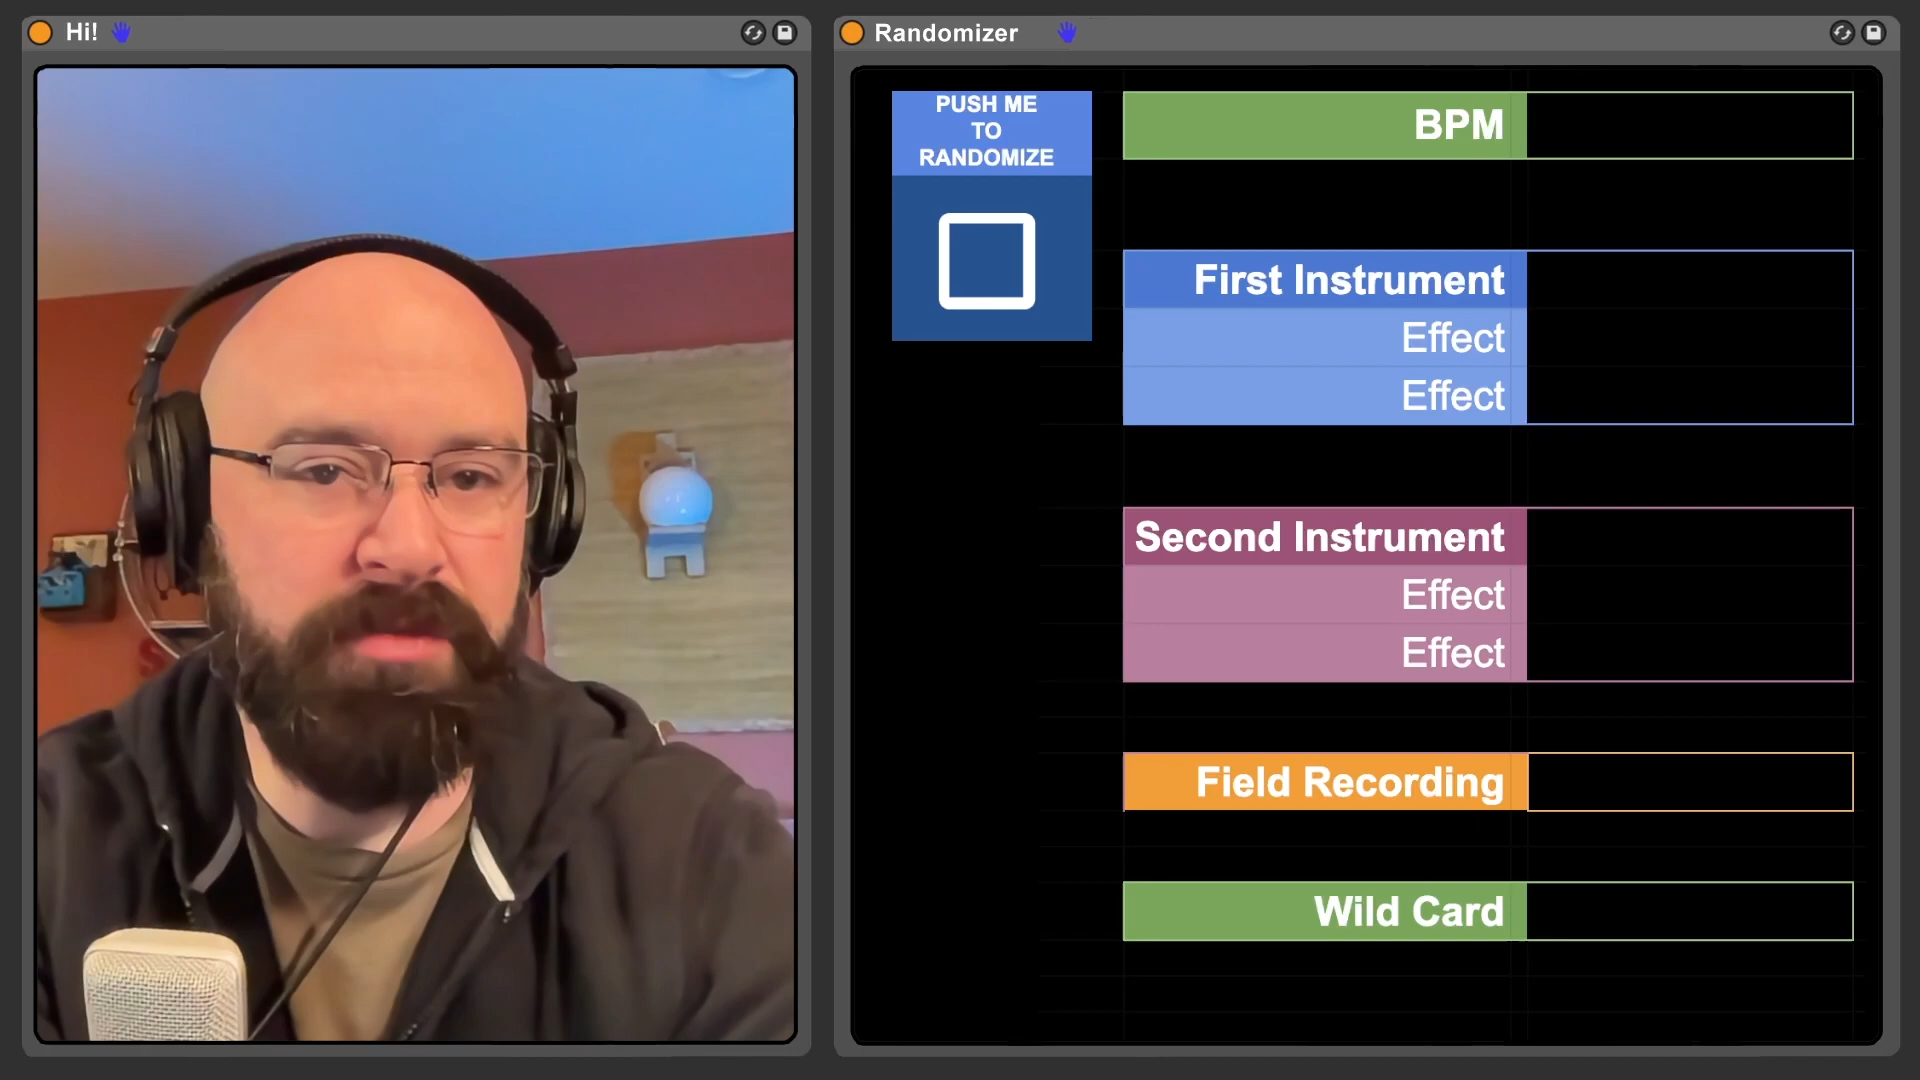 Hi!
Randomizer
PUSH ME
TO
RANDOMIZE
BPM
First Instrument
Effect
Effect
Second Instrument
Effect
Effect
Field Recording
Wild Card